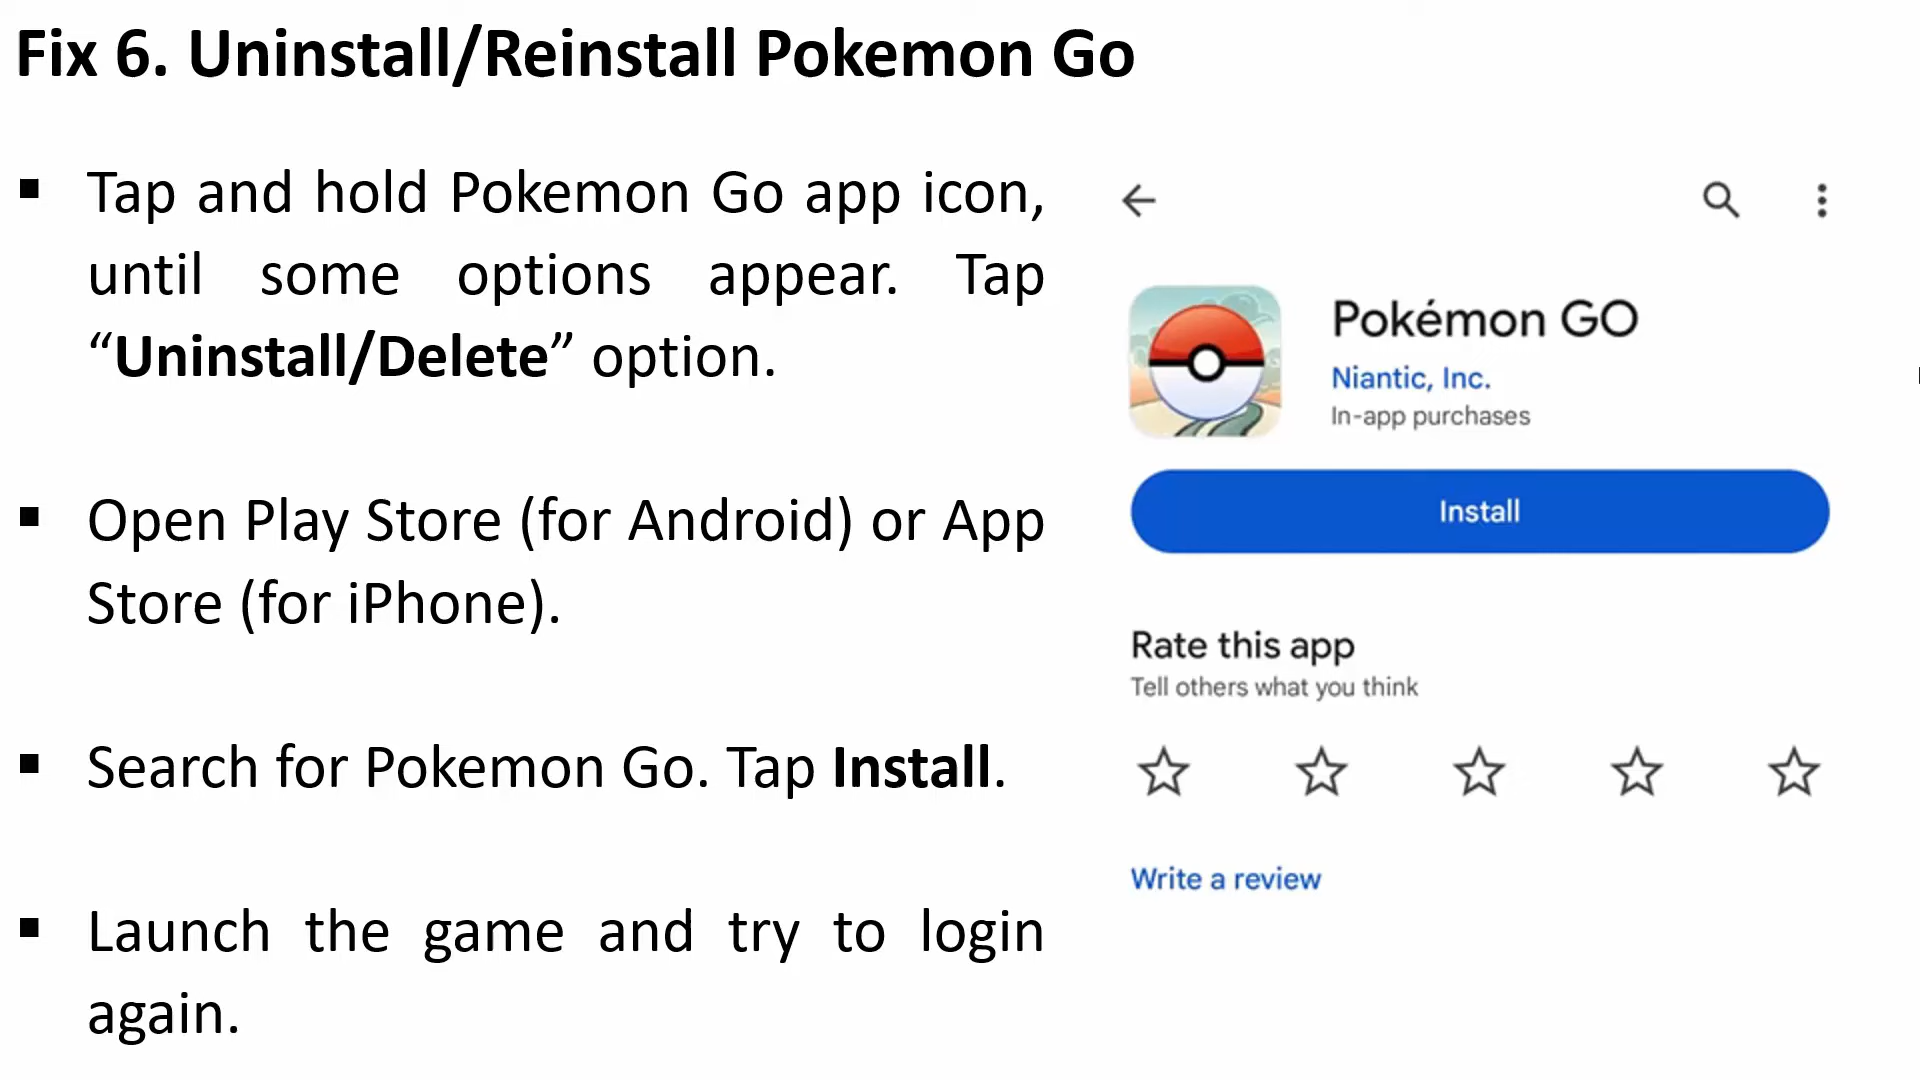 Fix 6. Uninstall/Reinstall Pokemon Go
▪ Tap and hold Pokemon Go app icon,
until some options appear. Tap
“Uninstall/Delete” option.
▪ Open Play Store (for Android) or App
Store (for iPhone).
▪ Search for Pokemon Go. Tap Install.
▪ Launch the game and try to login
again.
Pokémon GO
Niantic, Inc.
In-app purchases
Install
Rate this app
Tell others what you think
Write a review